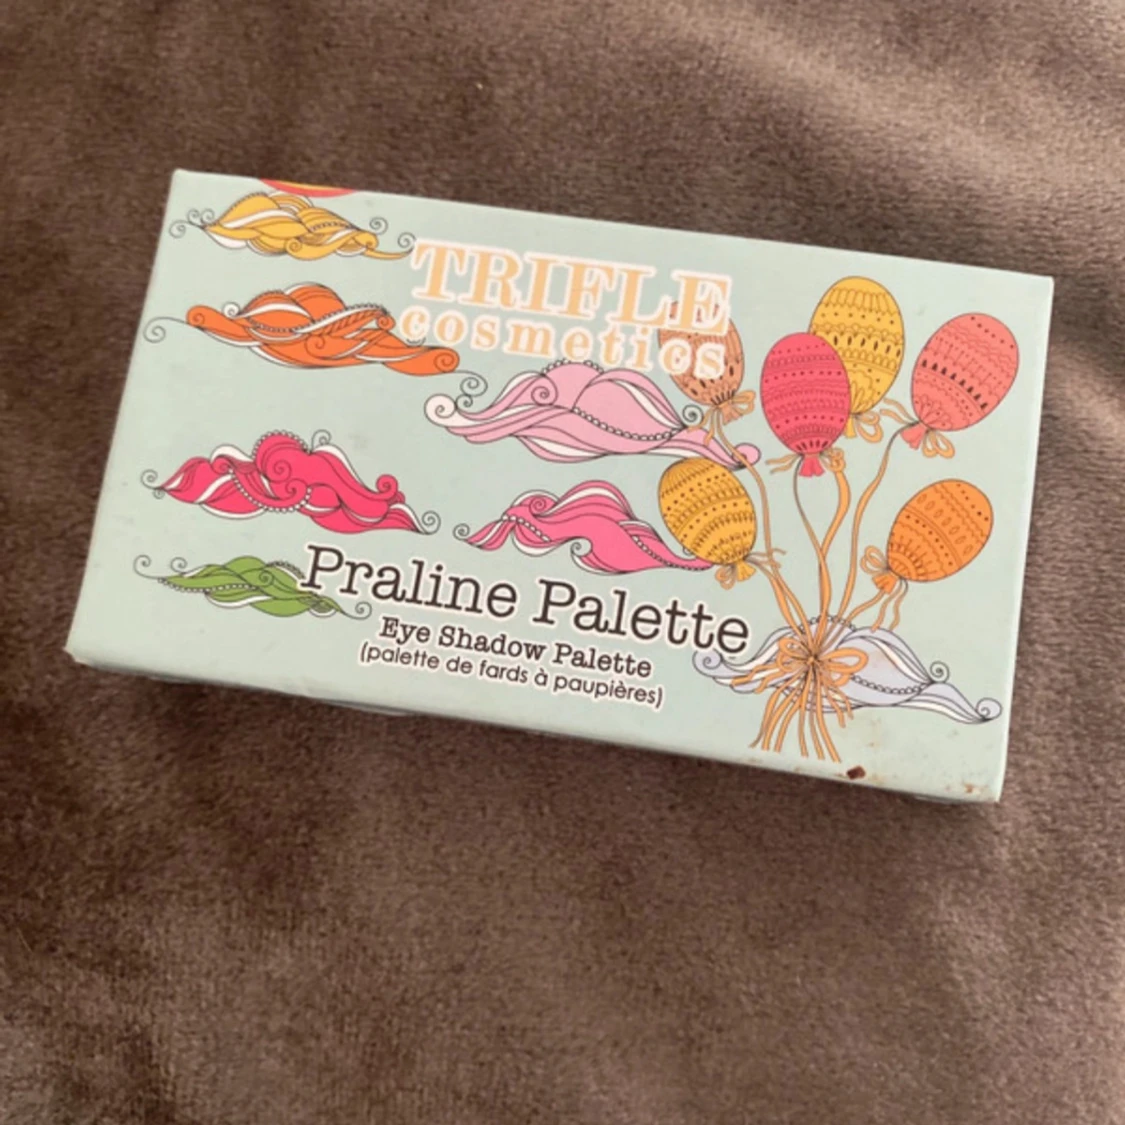 TRIFLE
cosmetics
Praline Palette
Eye Shadow Palette
(palette de fards à paupières)